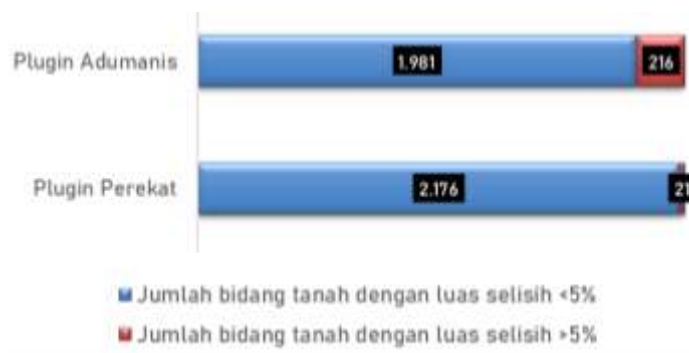 Plugin Adumanis
1.981
216
Plugin Perekat
2.176
21
Jumlah bidang tanah dengan luas selisih <5%
Jumlah bidang tanah dengan luas selisih >5%